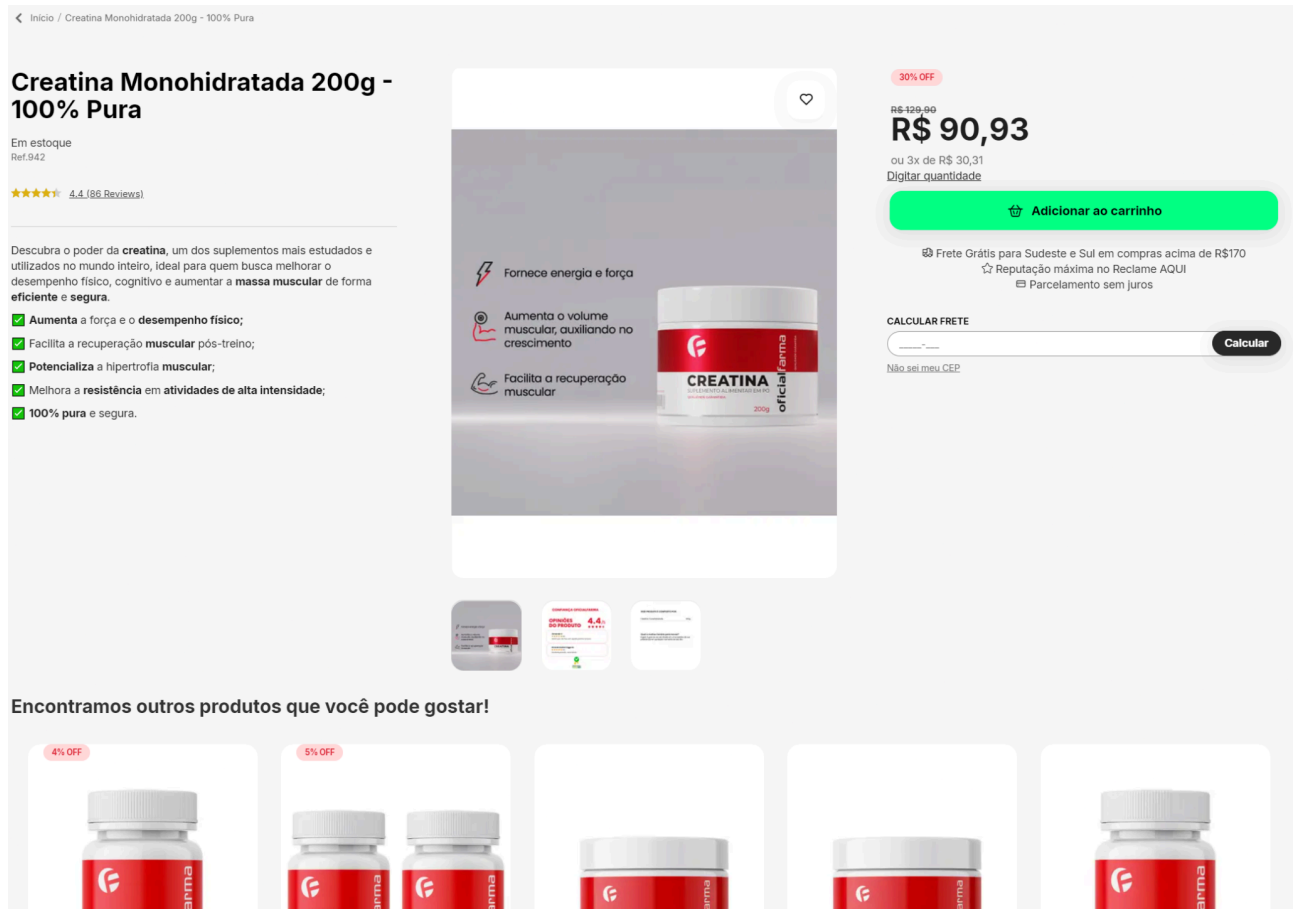 Início / Creatina Monohidratada 200g - 100% Pura
Creatina Monohidratada 200g -
100% Pura
Em estoque
Ref.942
4.4 (86 Reviews)
Descubra o poder da creatina, um dos suplementos mais estudados e
utilizados no mundo inteiro, ideal para quem busca melhorar o
desempenho físico, cognitivo e aumentar a massa muscular de forma
eficiente e segura.
Aumenta a força e o desempenho físico;
Facilita a recuperação muscular pós-treino;
Potencializa a hipertrofia muscular;
Melhora a resistência em atividades de alta intensidade;
100% pura e segura.
Fornece energia e força
Aumenta o volume
muscular, auxiliando no
crescimento
Facilita a recuperação
muscular
CREATINA
SUPLEMENTO ALIMENTAR EM PÓ
200g
oficialfarma
OPINIÕES
DO PRODUTO
4.4
30% OFF
R$ 129,90
R$ 90,93
ou 3x de R$ 30,31
Digitar quantidade
Adicionar ao carrinho
Frete Grátis para Sudeste e Sul em compras acima de R$170
Reputação máxima no Reclame AQUI
Parcelamento sem juros
CALCULAR FRETE
_____-___
Calcular
Não sei meu CEP
Encontramos outros produtos que você pode gostar!
4% OFF
5% OFF